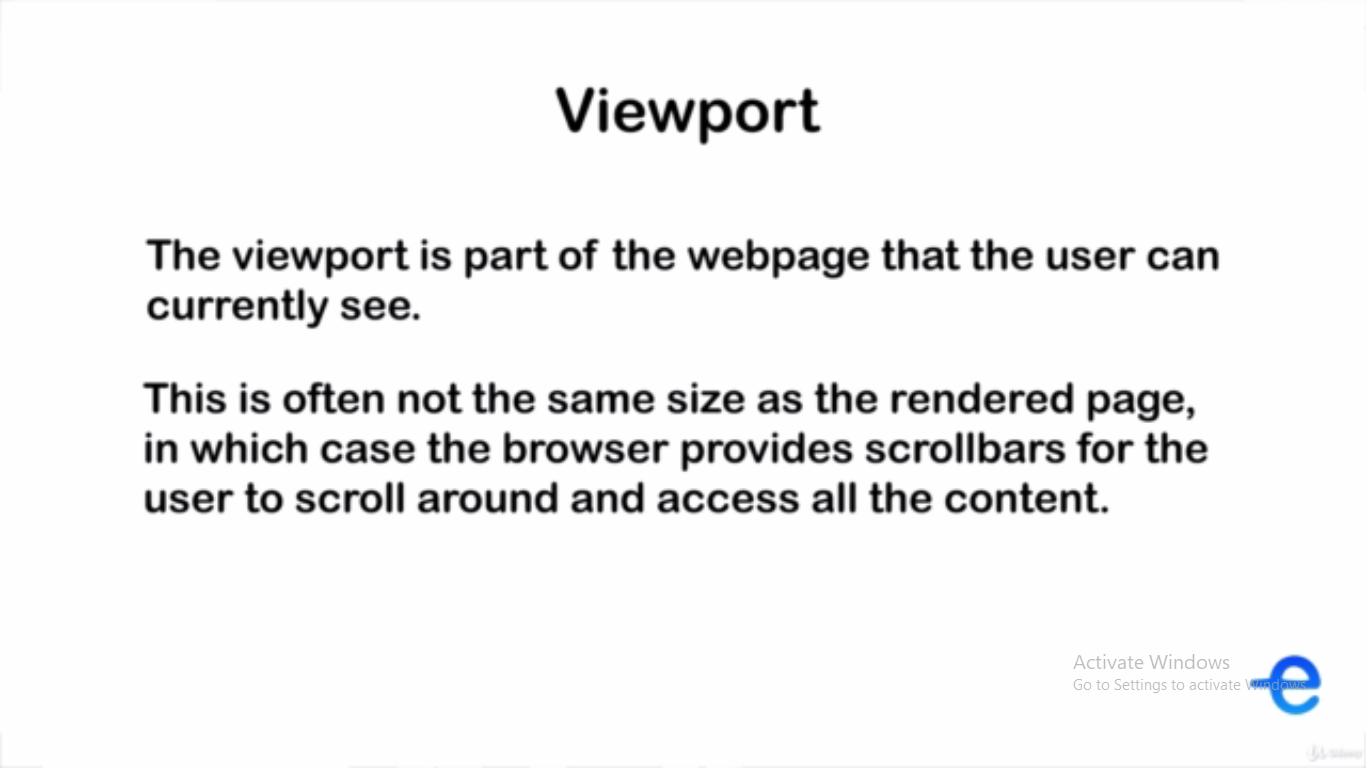 Viewport
The viewport is part of the webpage that the user can
currently see.
This is often not the same size as the rendered page,
in which case the browser provides scrollbars for the
user to scroll around and access all the content.
Activate Windows
Go to Settings to activate Windows.
e
Udemy